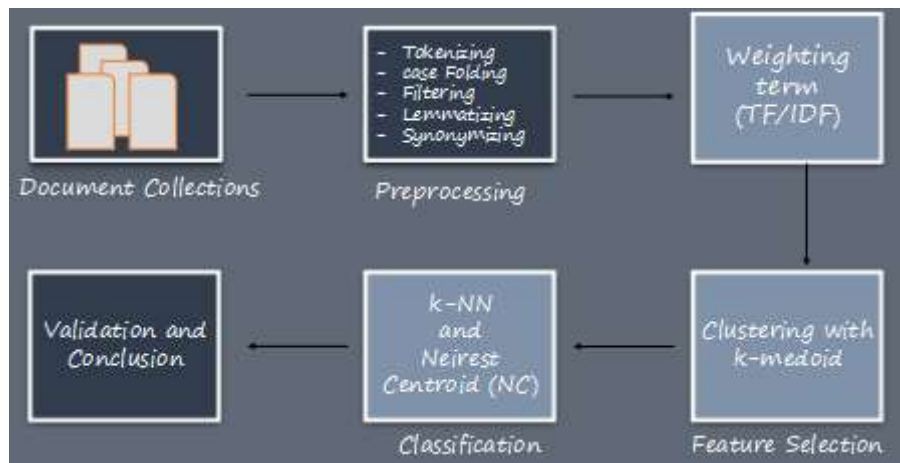 Document Collections
- Tokenizing
- case Folding
- Filtering
- Lemmatizing
- Synonymizing
Preprocessing
Weighting
term
(TF/IDF)
Clustering with
k-medoid
Feature Selection
k-NN
and
Neirest
Centroid (NC)
Classification
Validation and
Conclusion